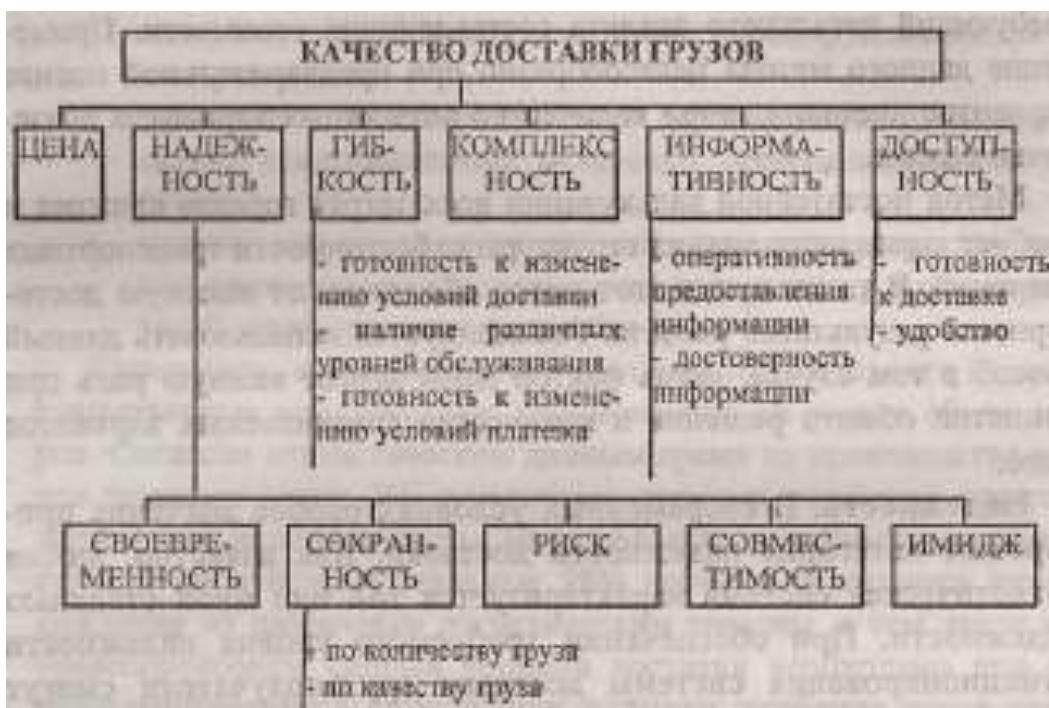 КАЧЕСТВО ДОСТАВКИ ГРУЗОВ
ЦЕНА
НАДЕЖ-
НОСТЬ
ГИБ-
КОСТЬ
КОМПЛЕКС
НОСТЬ
ИНФОРМА-
ТИВНОСТЬ
ДОСТУП-
НОСТЬ
- готовность к измене-
нию условий доставки
- наличие различных
уровней обслуживания
- готовность к измене-
нию условий платежа
- оперативность
предоставления
информации
- достоверность
информации
- готовность
к доставке
- удобство
СВОЕВРЕ-
МЕННОСТЬ
СОХРАН-
НОСТЬ
РИСК
СОВМЕС-
ТИМОСТЬ
ИМИДЖ
- по количеству груза
- по качеству груза